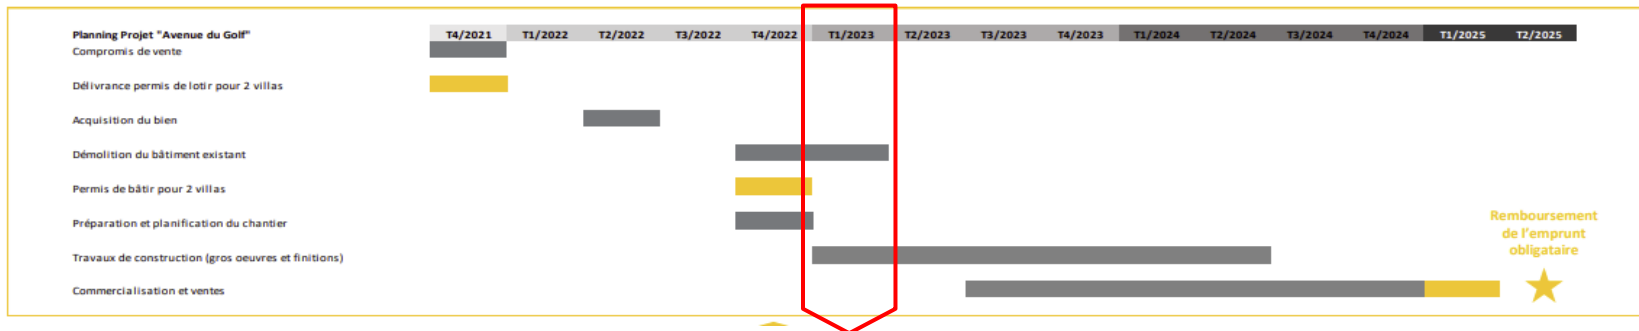 Planning Projet "Avenue du Golf" T4/2021 T1/2022 T2/2022 T3/2022 T4/2022 T1/2023 T2/2023 T3/2023 T4/2023 T1/2024 T2/2024 T3/2024 T4/2024 T1/2025 T2/2025
Compromis de vente
Délivrance permis de lotir pour 2 villas
Acquisition du bien
Démolition du bâtiment existant
Permis de bâtir pour 2 villas
Préparation et planification du chantier
Travaux de construction (gros oeuvres et finitions)
Commercialisation et ventes
Remboursement
de l'emprunt
obligataire